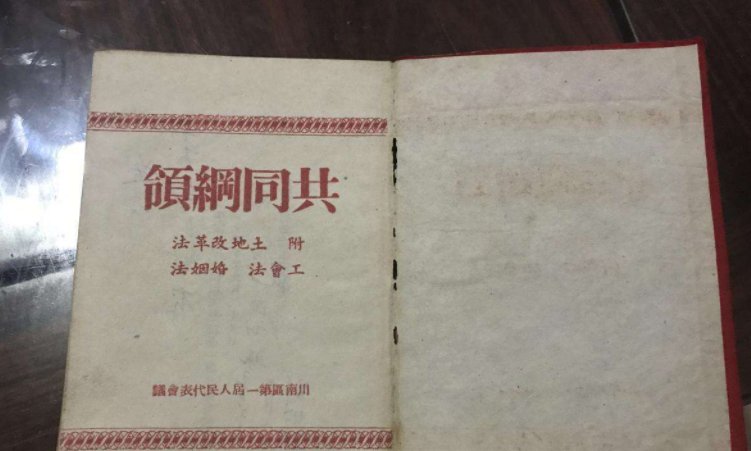 共同綱領
附 土地改革法
工會法 婚姻法
川南區第一屆人民代表會議